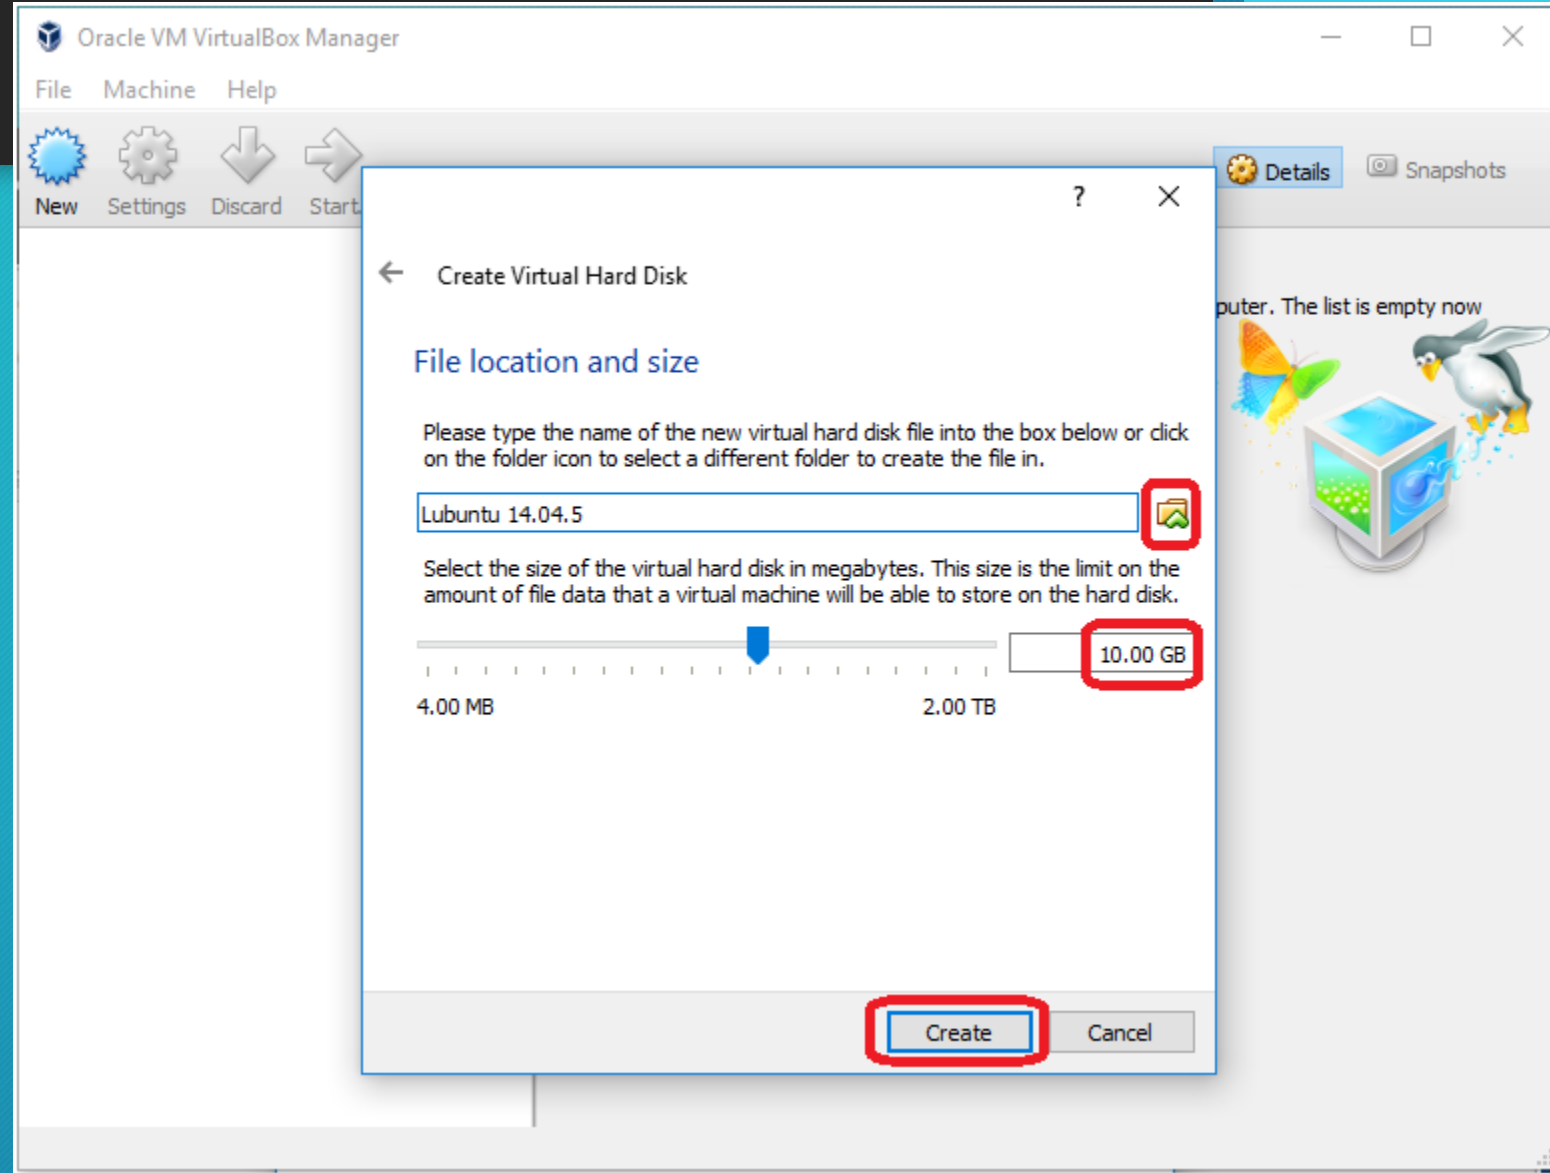 Oracle VM VirtualBox Manager
File Machine Help
New Settings Discard Start
Details Snapshots
?
Create Virtual Hard Disk
puter. The list is empty now
File location and size
Please type the name of the new virtual hard disk file into the box below or click
on the folder icon to select a different folder to create the file in.
Lubuntu 14.04.5
Select the size of the virtual hard disk in megabytes. This size is the limit on the
amount of file data that a virtual machine will be able to store on the hard disk.
10.00 GB
4.00 MB 2.00 TB
Create Cancel